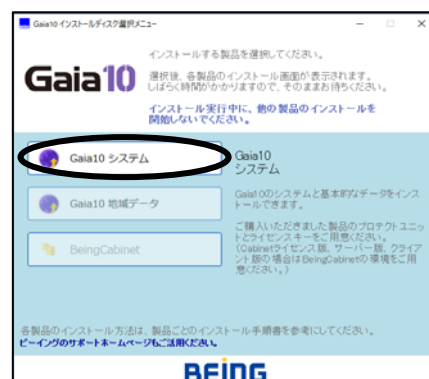 Gaia10 インストールディスク選択メニュー
Gaia10
インストールする製品を選択してください。
選択後、各製品のインストール画面が表示されます。
しばらく時間がかかりますので、そのままお待ちください。
インストール実行中に、他の製品のインストールを
開始しないでください。
Gaia10 システム
Gaia10 地域データ
BeingCabinet
Gaia10
システム
Gaia10のシステムと基本的なデータをインス
トールできます。
ご購入いただきました製品のプロテクトユニッ
トとライセンスキーをご用意ください。
(Cabinetライセンス版、サーバー版、クライア
ント版の場合はBeingCabinetの環境をご用
意ください。)
各製品のインストール方法は、製品ごとのインストール手順書を参考にしてください。
ビーイングのサポートホームページもご活用ください。
BEING